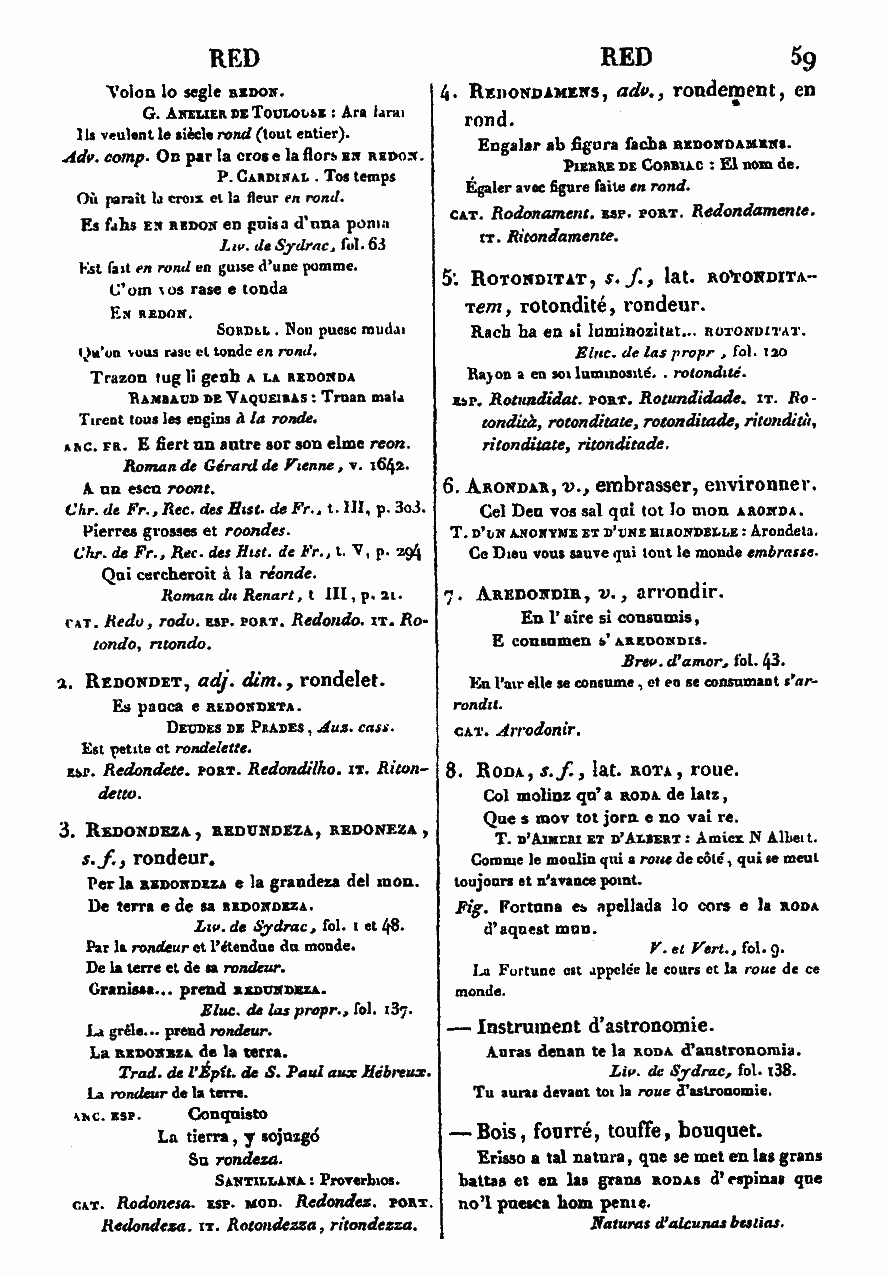 RED
RED 59
Volon lo segle REDON.
G. ANELIER DE TOULOUSE : Ara farai
Ils veulent le siècle rond (tout entier).
Adv. comp. On par la cros e la flors EN REDON.
P. CARDINAL . Tos temps
Où paraît la croix et la fleur en rond.
Es fahs EN REDON en guisa d'una poma
Liv. de Sydrac, fol. 63
Est fait en rond en guise d'une pomme.
C'om vos rase e tonda
EN REDON.
SORDEL . Non puesc mudar
Qu'on vous rase et tonde en rond.
Trazon tug li genh A LA REDONDA
RAMBAUD DE VAQUEIRAS : Truan mala
Tirent tous les engins à la ronde.
ANC. FR. E fiert un autre sor son elme reon.
Roman de Gérard de Vienne, v. 1642.
A un escu roont.
Chr. de Fr., Rec. des Hist. de Fr., t. III, p. 303.
Pierres grosses et roondes.
Chr. de Fr., Rec. des Hist. de Fr., t. V, p. 294
Qui cercheroit à la réonde.
Roman du Renart, t III, p. 21.
CAT. Redo, rodo. ESP. PORT. Redondo. IT. Ro-
tondo, ritondo.
2. REDONDET, adj. dim., rondelet.
Es pauca e REDONDETA.
DEUDES DE PRADES, Aus. cass.
Est petite et rondelette.
ESP. Redondete. PORT. Redondilho. IT. Riton-
detto.
3. REDONDEZA, REDUNDEZA, REDONEZA,
s. f., rondeur.
Per la REDONDEZA e la grandeza del mon.
De terra e de sa REDONDEZA.
Liv. de Sydrac, fol. 1 et 48.
Par la rondeur et l'étendue du monde.
De la terre et de sa rondeur.
Granissa... prend REDUNDEZA.
Eluc. de las propr., fol. 137.
La grêle... prend rondeur.
La REDONEZA de la terra.
Trad. de l'Épît. de S. Paul aux Hébreux.
La rondeur de la terre.
ANC. ESP. Conquisto
La tierra, y sojuzgó
Su rondeza.
SANTILLANA : Proverbios.
CAT. Rodonesa. ESP. MOD. Redondez. PORT.
Redondeza. IT. Rotondezza, ritondezza.
4. REDONDAMENS, adv., rondement, en
rond.
Engalar ab figura facha REDONDAMENS.
PIERRE DE CORBIAC : El nom de.
Égaler avec figure faite en rond.
CAT. Rodonament. ESP. PORT. Redondamente.
IT. Ritondamente.
5. ROTONDITAT, s. f., lat. ROTONDITA-
TEM, rotondité, rondeur.
Rach ha en si luminozitat... ROTONDITAT.
Eluc. de las propr , fol. 120
Rayon a en soi luminosité. . rotondité.
ESP. Rotundidat. PORT. Rotundidade. IT. Ro-
tondità, rotonditate, rotonditade, ritondità,
ritonditate, ritonditade.
6. ARONDAR, v., embrasser, environner.
Cel Deu vos sal qui tot lo mon ARONDA.
T. D'UN ANONYME ET D'UNE HIRONDELLE : Arondeta.
Ce Dieu vous sauve qui tout le monde embrasse.
7. AREDONDIR, v., arrondir.
En l'aire si consumis,
E consumen s'AREDONDIS.
Brev. d'amor, fol. 43.
En l'air elle se consume, et en se consumant s'ar-
rondit.
CAT. Arrodonir.
8. RODA, s. f., lat. ROTA, roue.
Col molinz qu'a RODA de latz,
Que s mov tot jorn e no vai re.
T. D'AIMERI ET D'ALBERT : Amicx N Albert.
Comme le moulin qui a roue de côté, qui se meut
toujours et n'avance point.
Fig. Fortuna es apellada lo cors e la RODA
d'aquest mon.
V. et Vert., fol. 9.
La Fortune est appelée le cours et la roue de ce
monde.
— Instrument d'astronomie.
Auras denan te la RODA d'austronomia.
Liv. de Sydrac, fol. 138.
Tu auras devant toi la roue d'astronomie.
— Bois, fourré, touffe, bouquet.
Erisso a tal natura, que se met en las grans
baltas et en las grans RODAS d'espinas que
no'l puesca hom penre.
Naturas d'alcunas bestias.